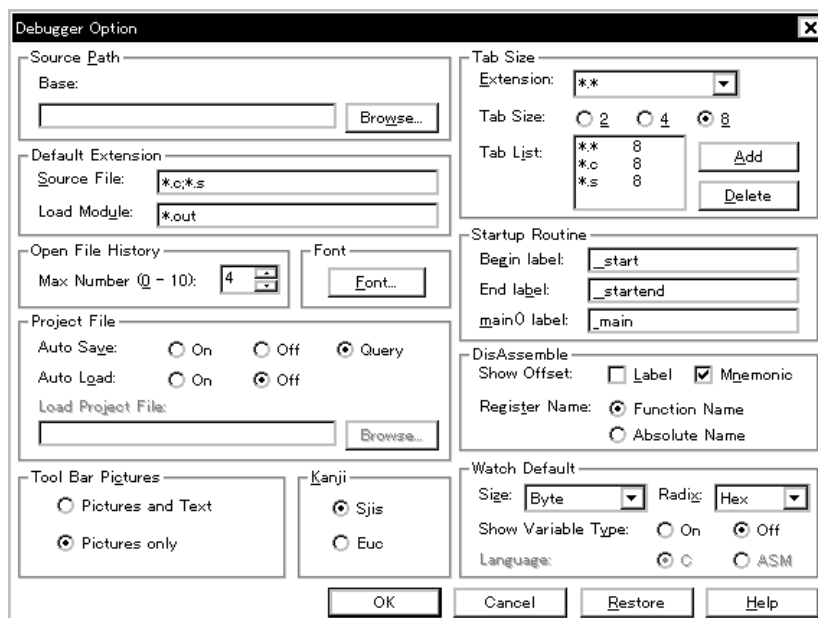 Debugger Option
Source Path
Base:
Browse...
Default Extension
Source File: *.c;*.s
Load Module: *.out
Open File History
Max Number (0 - 10): 4
Font
Font...
Project File
Auto Save: On Off Query
Auto Load: On Off
Load Project File:
Browse...
Tool Bar Pictures
Pictures and Text
Pictures only
Kanji
Sjis
Euc
Tab Size
Extension: *.*
Tab Size: 2 4 8
Tab List:
*.* 8
*.c 8
*.s 8
Add
Delete
Startup Routine
Begin label: _start
End label: _startend
main() label: _main
DisAssemble
Show Offset: Label Mnemonic
Register Name: Function Name
Absolute Name
Watch Default
Size: Byte Radix: Hex
Show Variable Type: On Off
Language: C ASM
OK Cancel Restore Help